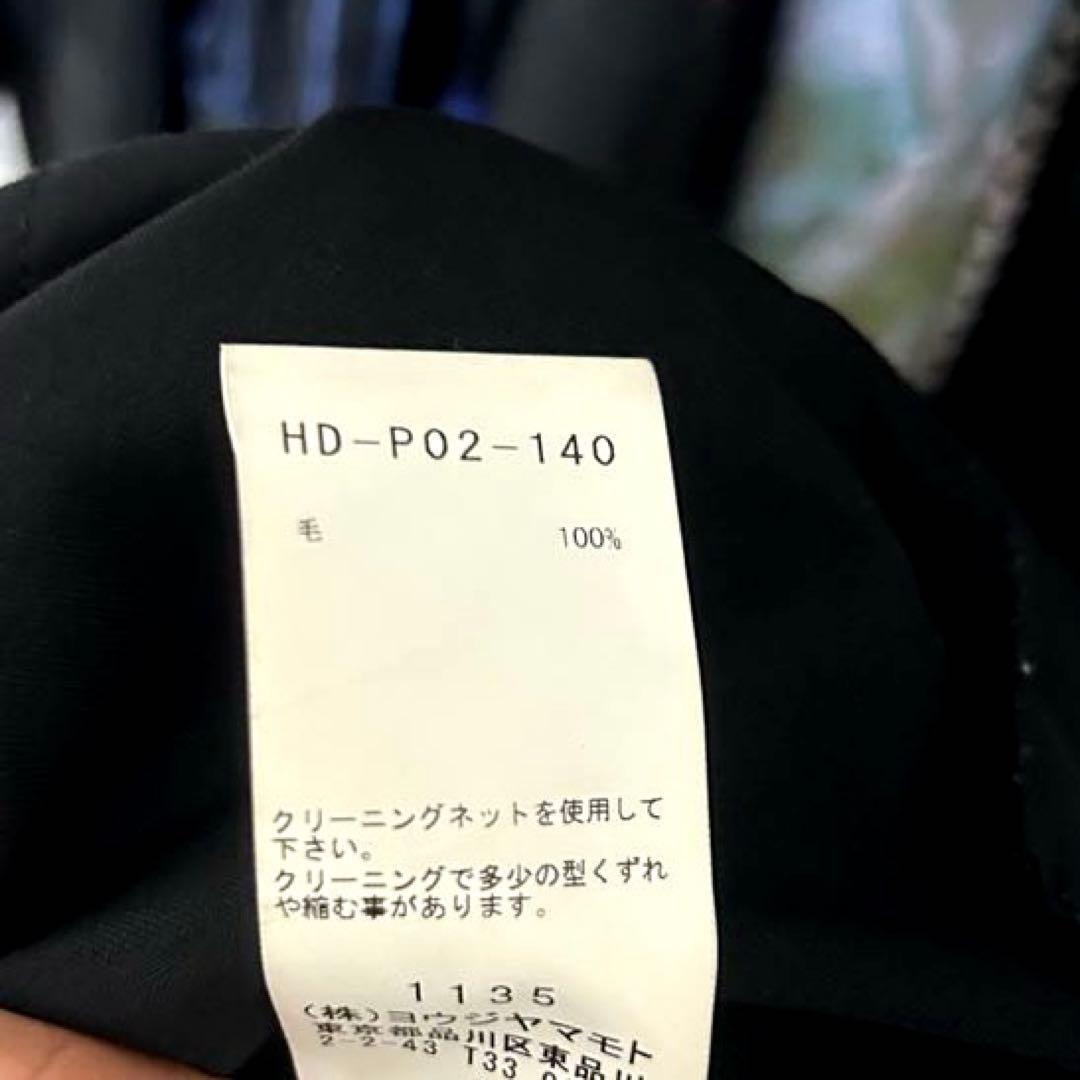 HD-P02-140
毛 100%
クリーニングネットを使用して
下さい。
クリーニングで多少の型くずれ
や縮む事があります。
1135
(株)ヨウジヤマモト
東京都品川区東品川
2-2-43 T33